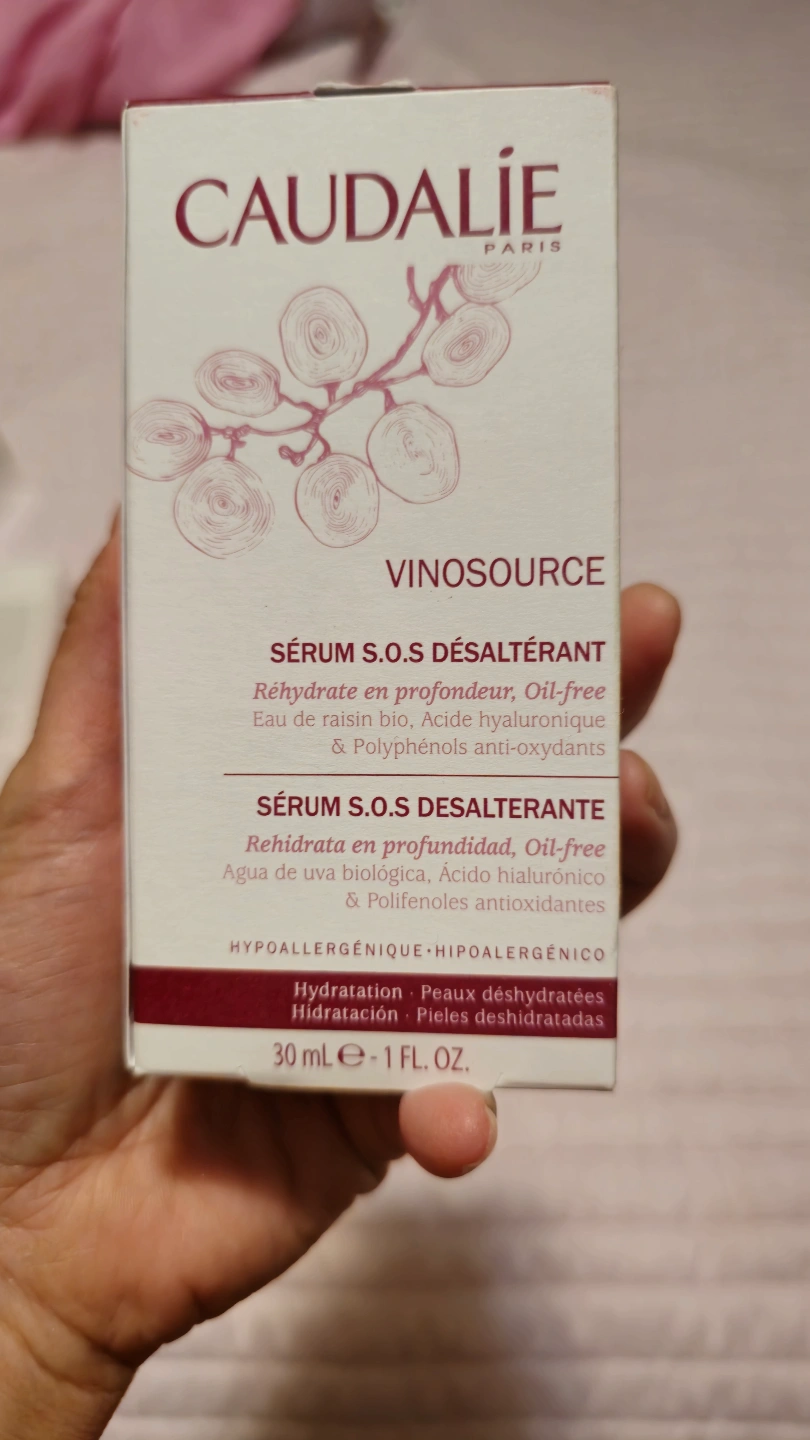 CAUDALÍE
PARIS
VINOSOURCE
SÉRUM S.O.S DÉSALTÉRANT
Réhydrate en profondeur, Oil-free
Eau de raisin bio, Acide hyaluronique
& Polyphénols anti-oxydants
SÉRUM S.O.S DESALTERANTE
Rehidrata en profundidad, Oil-free
Agua de uva biológica, Ácido hialurónico
& Polifenoles antioxidantes
HYPOALLERGÉNIQUE·HIPOALERGÉNICO
Hydratation · Peaux déshydratées
Hidratación · Pieles deshidratadas
30 mL ℮ - 1 FL. OZ.